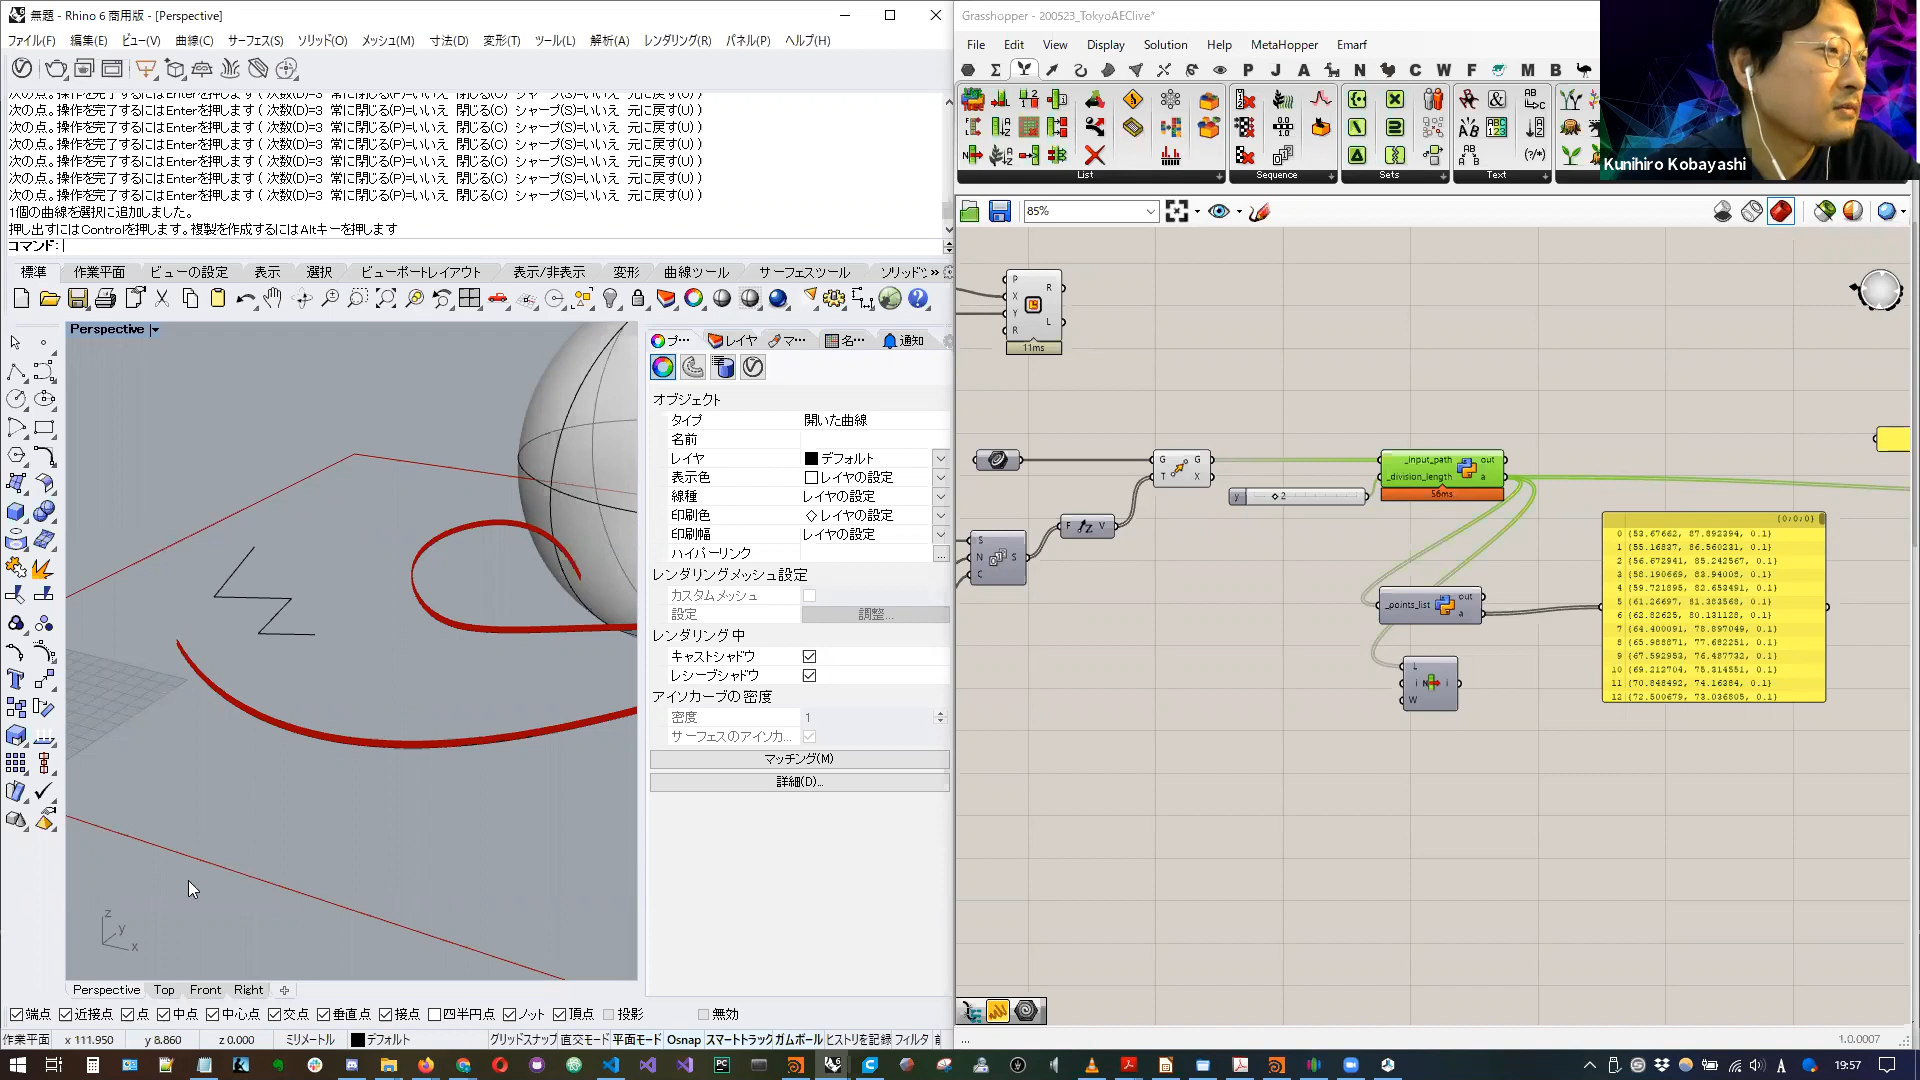 無題 - Rhino 6 商用版 - [Perspective]
ファイル(F) 編集(E) ビュー(V) 曲線(C) サーフェス(S) ソリッド(O) メッシュ(M) 寸法(D) 変形(T) ツール(L) 解析(A) レンダリング(R) パネル(P) ヘルプ(H)
次の点。操作を完了するにはEnterを押します ( 次数(D)=3 常に閉じる(P)=いいえ 閉じる(C) シャープ(S)=いいえ 元に戻す(U) )
次の点。操作を完了するにはEnterを押します ( 次数(D)=3 常に閉じる(P)=いいえ 閉じる(C) シャープ(S)=いいえ 元に戻す(U) )
次の点。操作を完了するにはEnterを押します ( 次数(D)=3 常に閉じる(P)=いいえ 閉じる(C) シャープ(S)=いいえ 元に戻す(U) )
次の点。操作を完了するにはEnterを押します ( 次数(D)=3 常に閉じる(P)=いいえ 閉じる(C) シャープ(S)=いいえ 元に戻す(U) )
次の点。操作を完了するにはEnterを押します ( 次数(D)=3 常に閉じる(P)=いいえ 閉じる(C) シャープ(S)=いいえ 元に戻す(U) )
次の点。操作を完了するにはEnterを押します ( 次数(D)=3 常に閉じる(P)=いいえ 閉じる(C) シャープ(S)=いいえ 元に戻す(U) )
次の点。操作を完了するにはEnterを押します ( 次数(D)=3 常に閉じる(P)=いいえ 閉じる(C) シャープ(S)=いいえ 元に戻す(U) )
1個の曲線を選択に追加しました。
押し出すにはControlを押します。複製を作成するにはAltキーを押します
コマンド:
標準 作業平面 ビューの設定 表示 選択 ビューポートレイアウト 表示/非表示 変形 曲線ツール サーフェスツール ソリッドツ »
Perspective
プ… レイヤ マ… 名… 通知
オブジェクト
タイプ 開いた曲線
名前
レイヤ デフォルト
表示色 レイヤの設定
線種 レイヤの設定
印刷色 レイヤの設定
印刷幅 レイヤの設定
ハイパーリンク ...
レンダリングメッシュ設定
カスタムメッシュ
設定 調整...
レンダリング中
キャストシャドウ
レシーブシャドウ
アイソカーブの密度
密度 1
サーフェスのアイソカ...
マッチング(M)
詳細(D)...
z
y
x
Perspective Top Front Right
端点 近接点 点 中点 中心点 交点 垂直点 接点 四半円点 ノット 頂点 投影 無効
作業平面 x 111.950 y 8.860 z 0.000 ミリメートル デフォルト グリッドスナップ 直交モード 平面モード Osnap スマートトラック ガムボール ヒストリを記録 フィルタ
Grasshopper - 200523_TokyoAEClive*
File Edit View Display Solution Help MetaHopper Emarf
P J A N C W F M B
List Sequence Sets Text
Kunihiro Kobayashi
85%
P
X
Y
R
R
L
11ms
G
T
G
X
y 2
_input_path out
_division_length a
56ms
S
N
C
S
F V
_points_list out
a
L
i
W
i
{0;0;0}
0 {53.67662, 87.892394, 0.1}
1 {55.16837, 86.560231, 0.1}
2 {56.672941, 85.242567, 0.1}
3 {58.190669, 83.94008, 0.1}
4 {59.721895, 82.653491, 0.1}
5 {61.26697, 81.383568, 0.1}
6 {62.82625, 80.131128, 0.1}
7 {64.400091, 78.897049, 0.1}
8 {65.988871, 77.682251, 0.1}
9 {67.592953, 76.487732, 0.1}
10 {69.212704, 75.314551, 0.1}
11 {70.848492, 74.16384, 0.1}
12 {72.500679, 73.036805, 0.1}
... 1.0.0007
19:57